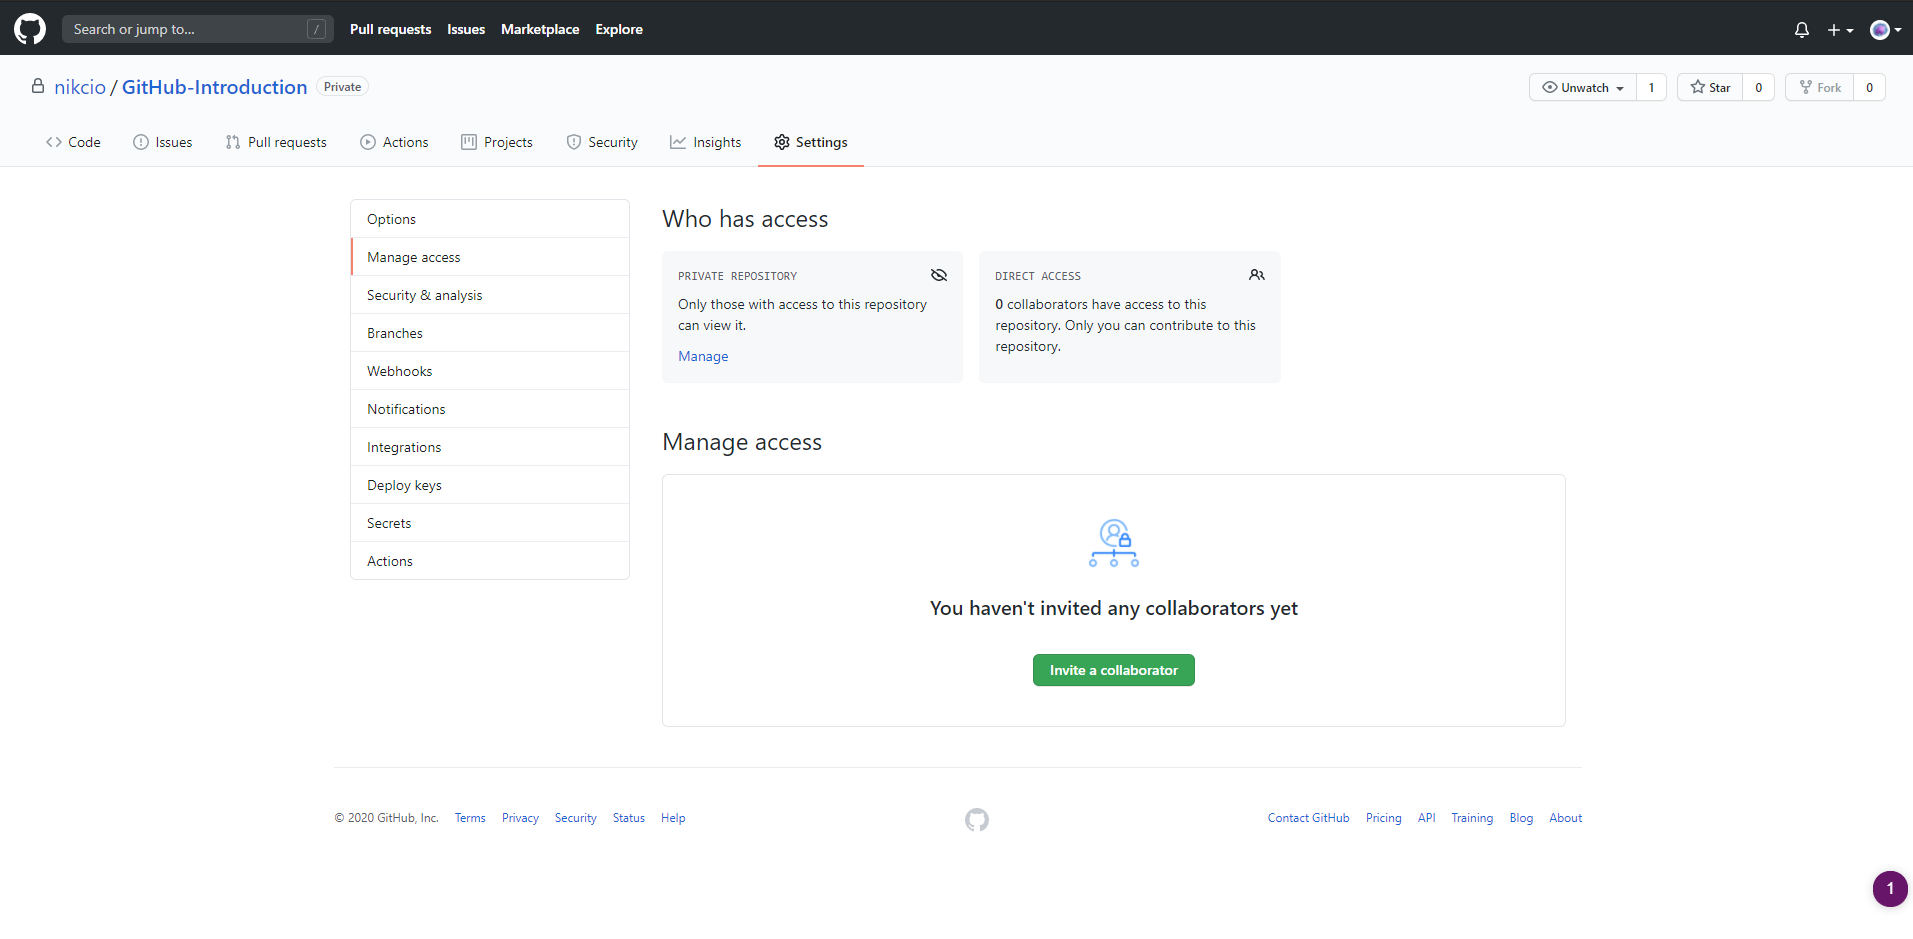 Search or jump to... /
Pull requests Issues Marketplace Explore
nikcio / GitHub-Introduction Private
Unwatch 1 Star 0 Fork 0
Code Issues Pull requests Actions Projects Security Insights Settings
Options
Manage access
Security & analysis
Branches
Webhooks
Notifications
Integrations
Deploy keys
Secrets
Actions
Who has access
PRIVATE REPOSITORY
Only those with access to this repository
can view it.
Manage
DIRECT ACCESS
0 collaborators have access to this
repository. Only you can contribute to this
repository.
Manage access
You haven't invited any collaborators yet
Invite a collaborator
© 2020 GitHub, Inc. Terms Privacy Security Status Help
Contact GitHub Pricing API Training Blog About
1